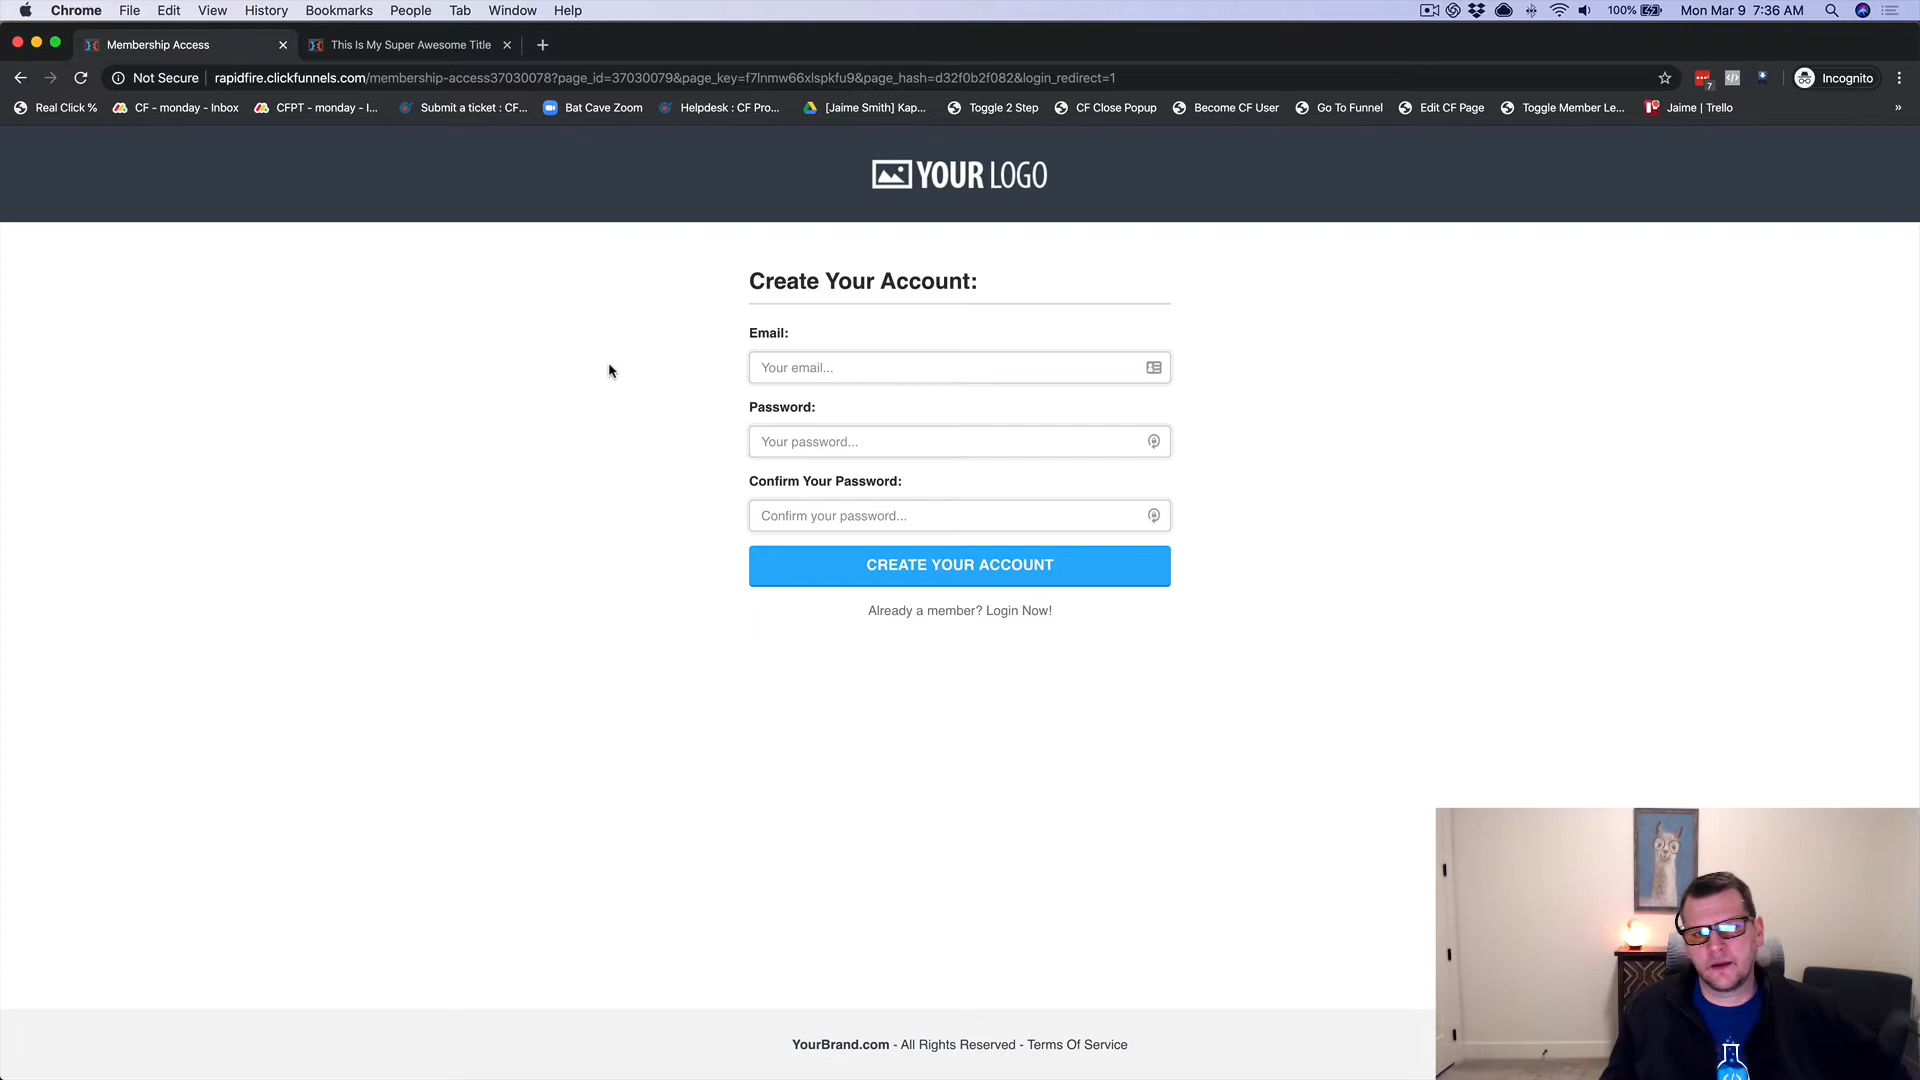 Chrome File Edit View History Bookmarks People Tab Window Help 100% Mon Mar 9 7:36 AM
Membership Access This Is My Super Awesome Title
Not Secure rapidfire.clickfunnels.com/membership-access37030078?page_id=37030079&page_key=f7lnmw66xlspkfu9&page_hash=d32f0b2f082&login_redirect=1 7 Incognito
Real Click % CF - monday - Inbox CFPT - monday - I... Submit a ticket : CF... Bat Cave Zoom Helpdesk : CF Pro... [Jaime Smith] Kap... Toggle 2 Step CF Close Popup Become CF User Go To Funnel Edit CF Page Toggle Member Le... Jaime | Trello »
YOUR LOGO
Create Your Account:
Email:
Your email...
Password:
Your password...
Confirm Your Password:
Confirm your password...
CREATE YOUR ACCOUNT
Already a member? Login Now!
YourBrand.com - All Rights Reserved - Terms Of Service